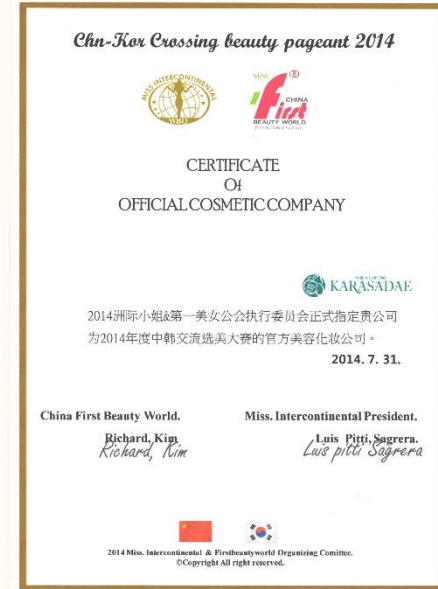 Chn-Kor Crossing beauty pageant 2014
MISS INTERCONTINENTAL
WBO
MISS
First
®
CHINA
BEAUTY WORLD
CERTIFICATE
Of
OFFICIAL COSMETIC COMPANY
KARASADAE
2014洲际小姐&第一美女公会执行委员会正式指定贵公司
为2014年度中韩交流选美大赛的官方美容化妆公司。
2014. 7. 31.
China First Beauty World.
Miss. Intercontinental President.
Richard, Kim
Luis Pitti, Sagrera.
Richard, Kim
Luis pitti Sagrera
2014 Miss. Intercontinental & Firstbeautyworld Organizing Comittee.
©Copyright All right reserved.